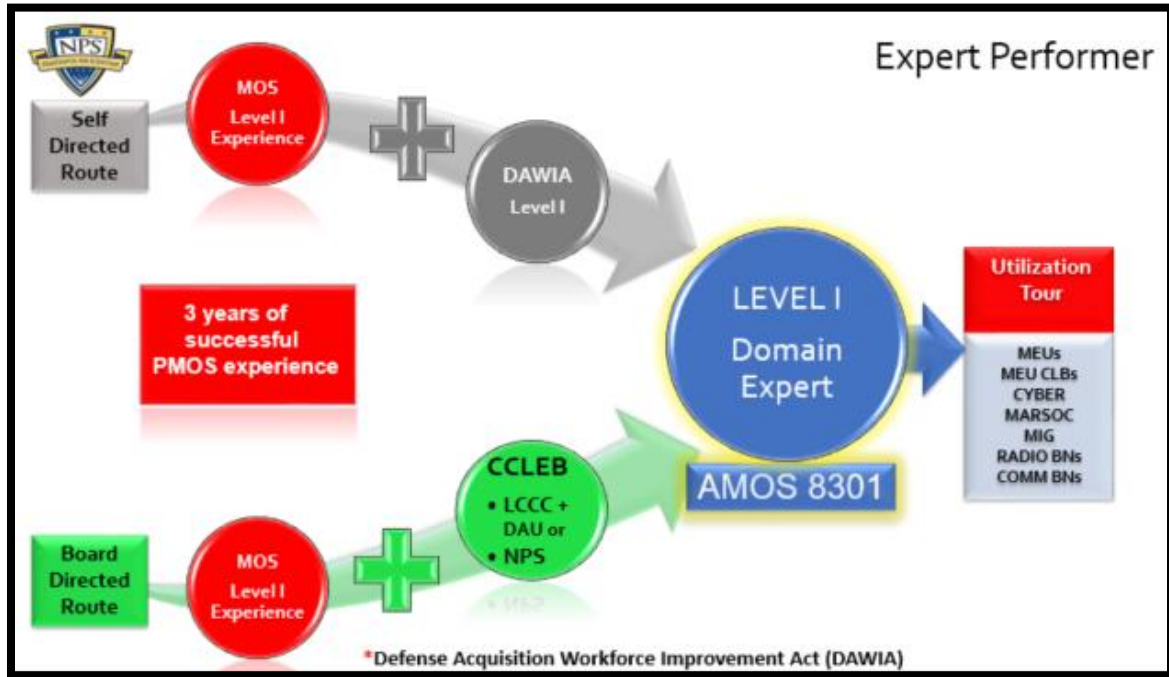 NPS
Expert Performer
Self
Directed
Route
MOS
Level I
Experience
DAWIA
Level I
3 years of
successful
PMOS experience
LEVEL I
Domain
Expert
AMOS 8301
Utilization
Tour
MEUs
MEU CLBs
CYBER
MARSOC
MIG
RADIO BNs
COMM BNs
Board
Directed
Route
MOS
Level I
Experience
CCLEB
• LCCC +
DAU or
• NPS
*Defense Acquisition Workforce Improvement Act (DAWIA)